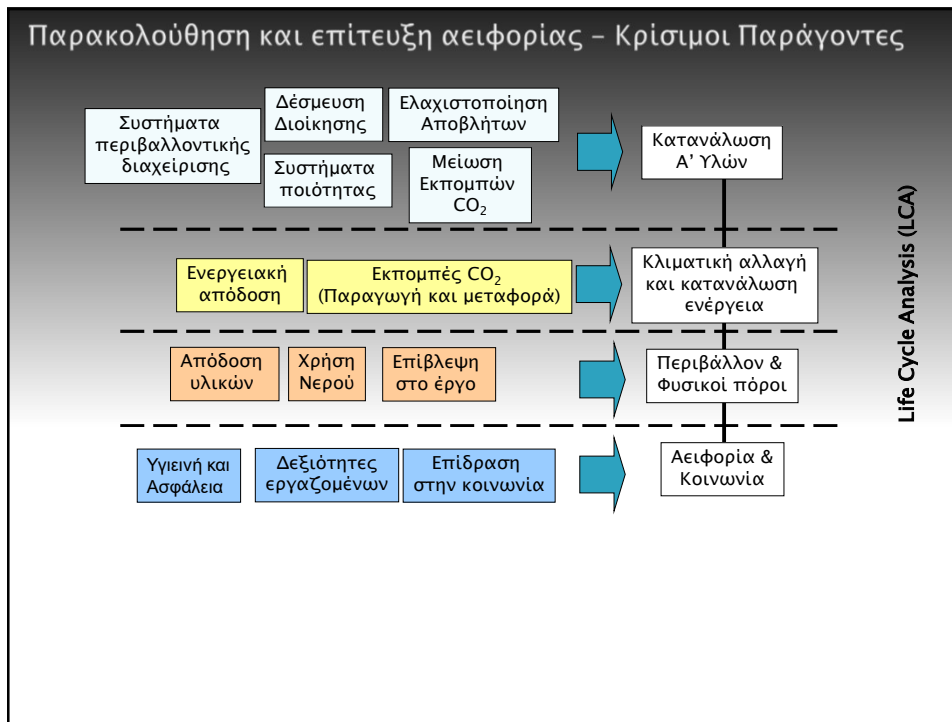 Παρακολούθηση και επίτευξη αειφορίας – Κρίσιμοι Παράγοντες
Συστήματα
περιβαλλοντικής
διαχείρισης
Δέσμευση
Διοίκησης
Ελαχιστοποίηση
Αποβλήτων
Συστήματα
ποιότητας
Μείωση
Εκπομπών
CO₂
Κατανάλωση
Α' Υλών
Ενεργειακή
απόδοση
Εκπομπές CO₂
(Παραγωγή και μεταφορά)
Κλιματική αλλαγή
και κατανάλωση
ενέργεια
Απόδοση
υλικών
Χρήση
Νερού
Επίβλεψη
στο έργο
Περιβάλλον &
Φυσικοί πόροι
Υγιεινή και
Ασφάλεια
Δεξιότητες
εργαζομένων
Επίδραση
στην κοινωνία
Αειφορία &
Κοινωνία
Life Cycle Analysis (LCA)